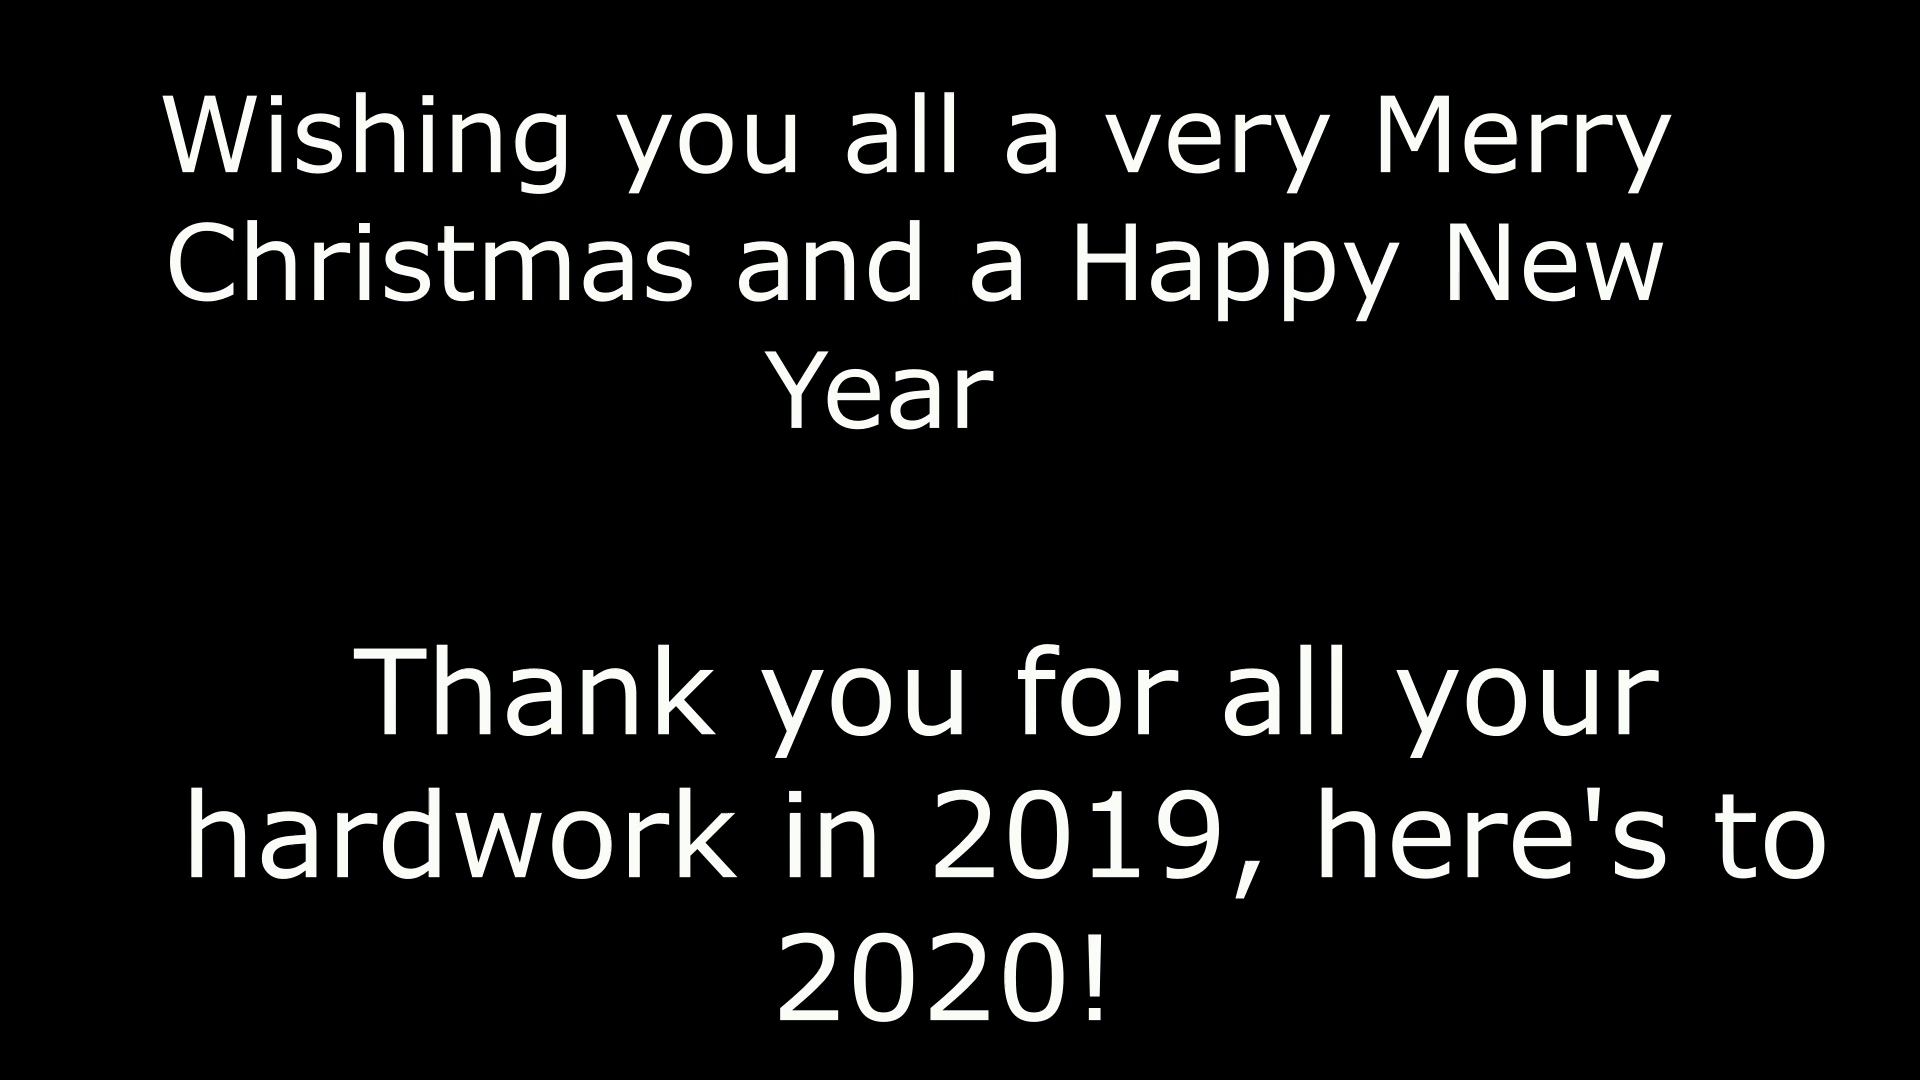 Wishing you all a very Merry
Christmas and a Happy New
Year
Thank you for all your
hardwork in 2019, here's to
2020!